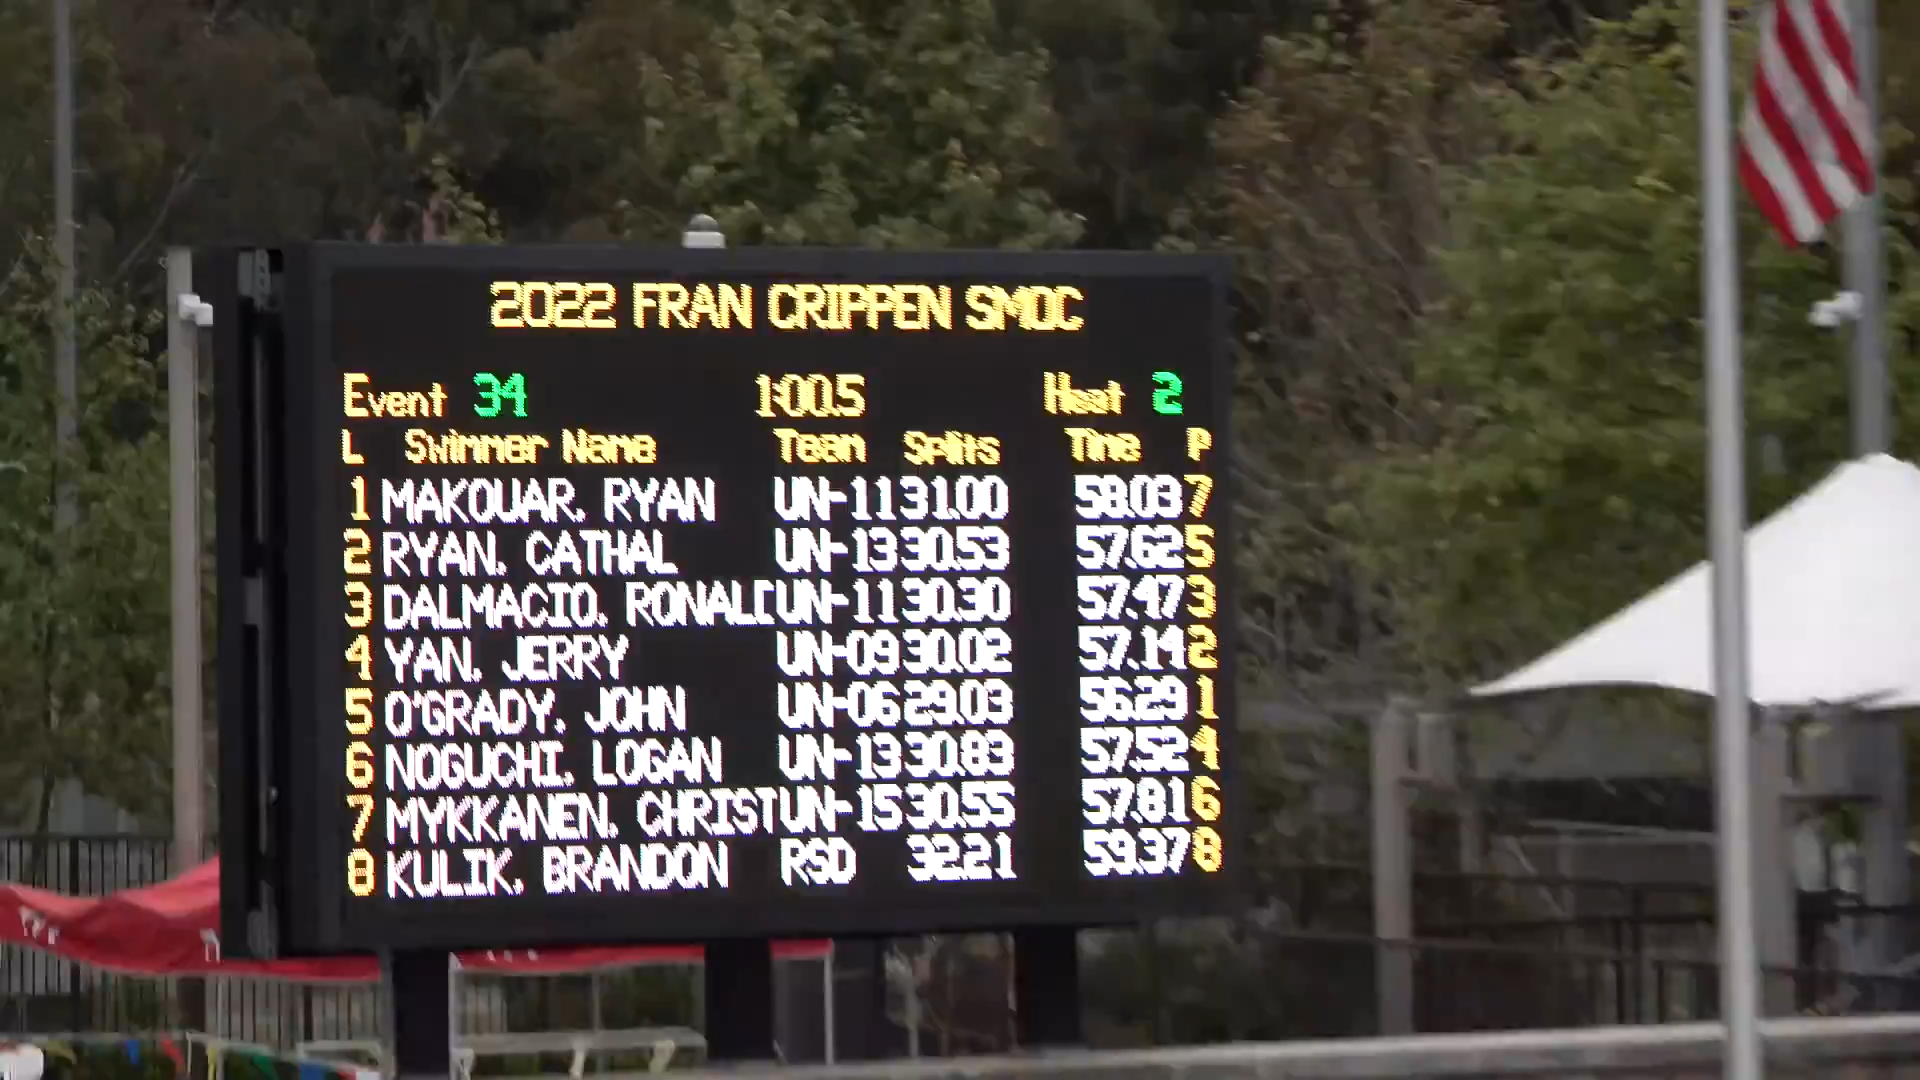 2022 FRAN CRIPPEN SMOC
Event 34 1:00.5 Heat 2
L Swimmer Name Team Splits Time P
1 MAKOUAR, RYAN UN-11 31.00 58.03 7
2 RYAN, CATHAL UN-13 30.53 57.62 5
3 DALMACIO, RONALD UN-11 30.30 57.47 3
4 YAN, JERRY UN-09 30.02 57.14 2
5 O'GRADY, JOHN UN-06 29.03 56.29 1
6 NOGUCHI, LOGAN UN-13 30.83 57.52 4
7 MYKKANEN, CHRIST UN-15 30.55 57.81 6
8 KULIK, BRANDON RSD 32.21 59.37 8